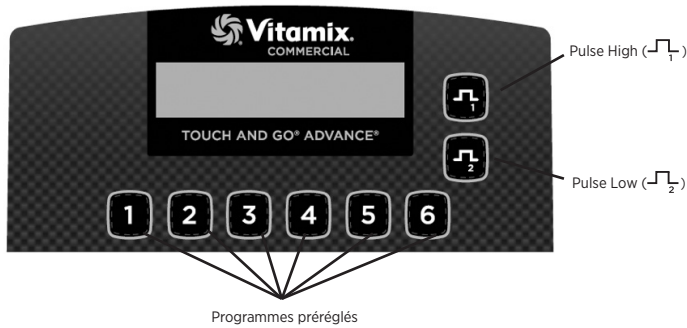 Vitamix.
COMMERCIAL
TOUCH AND GO® ADVANCE®
1
2
Pulse High (1)
Pulse Low (2)
1 2 3 4 5 6
Programmes préréglés